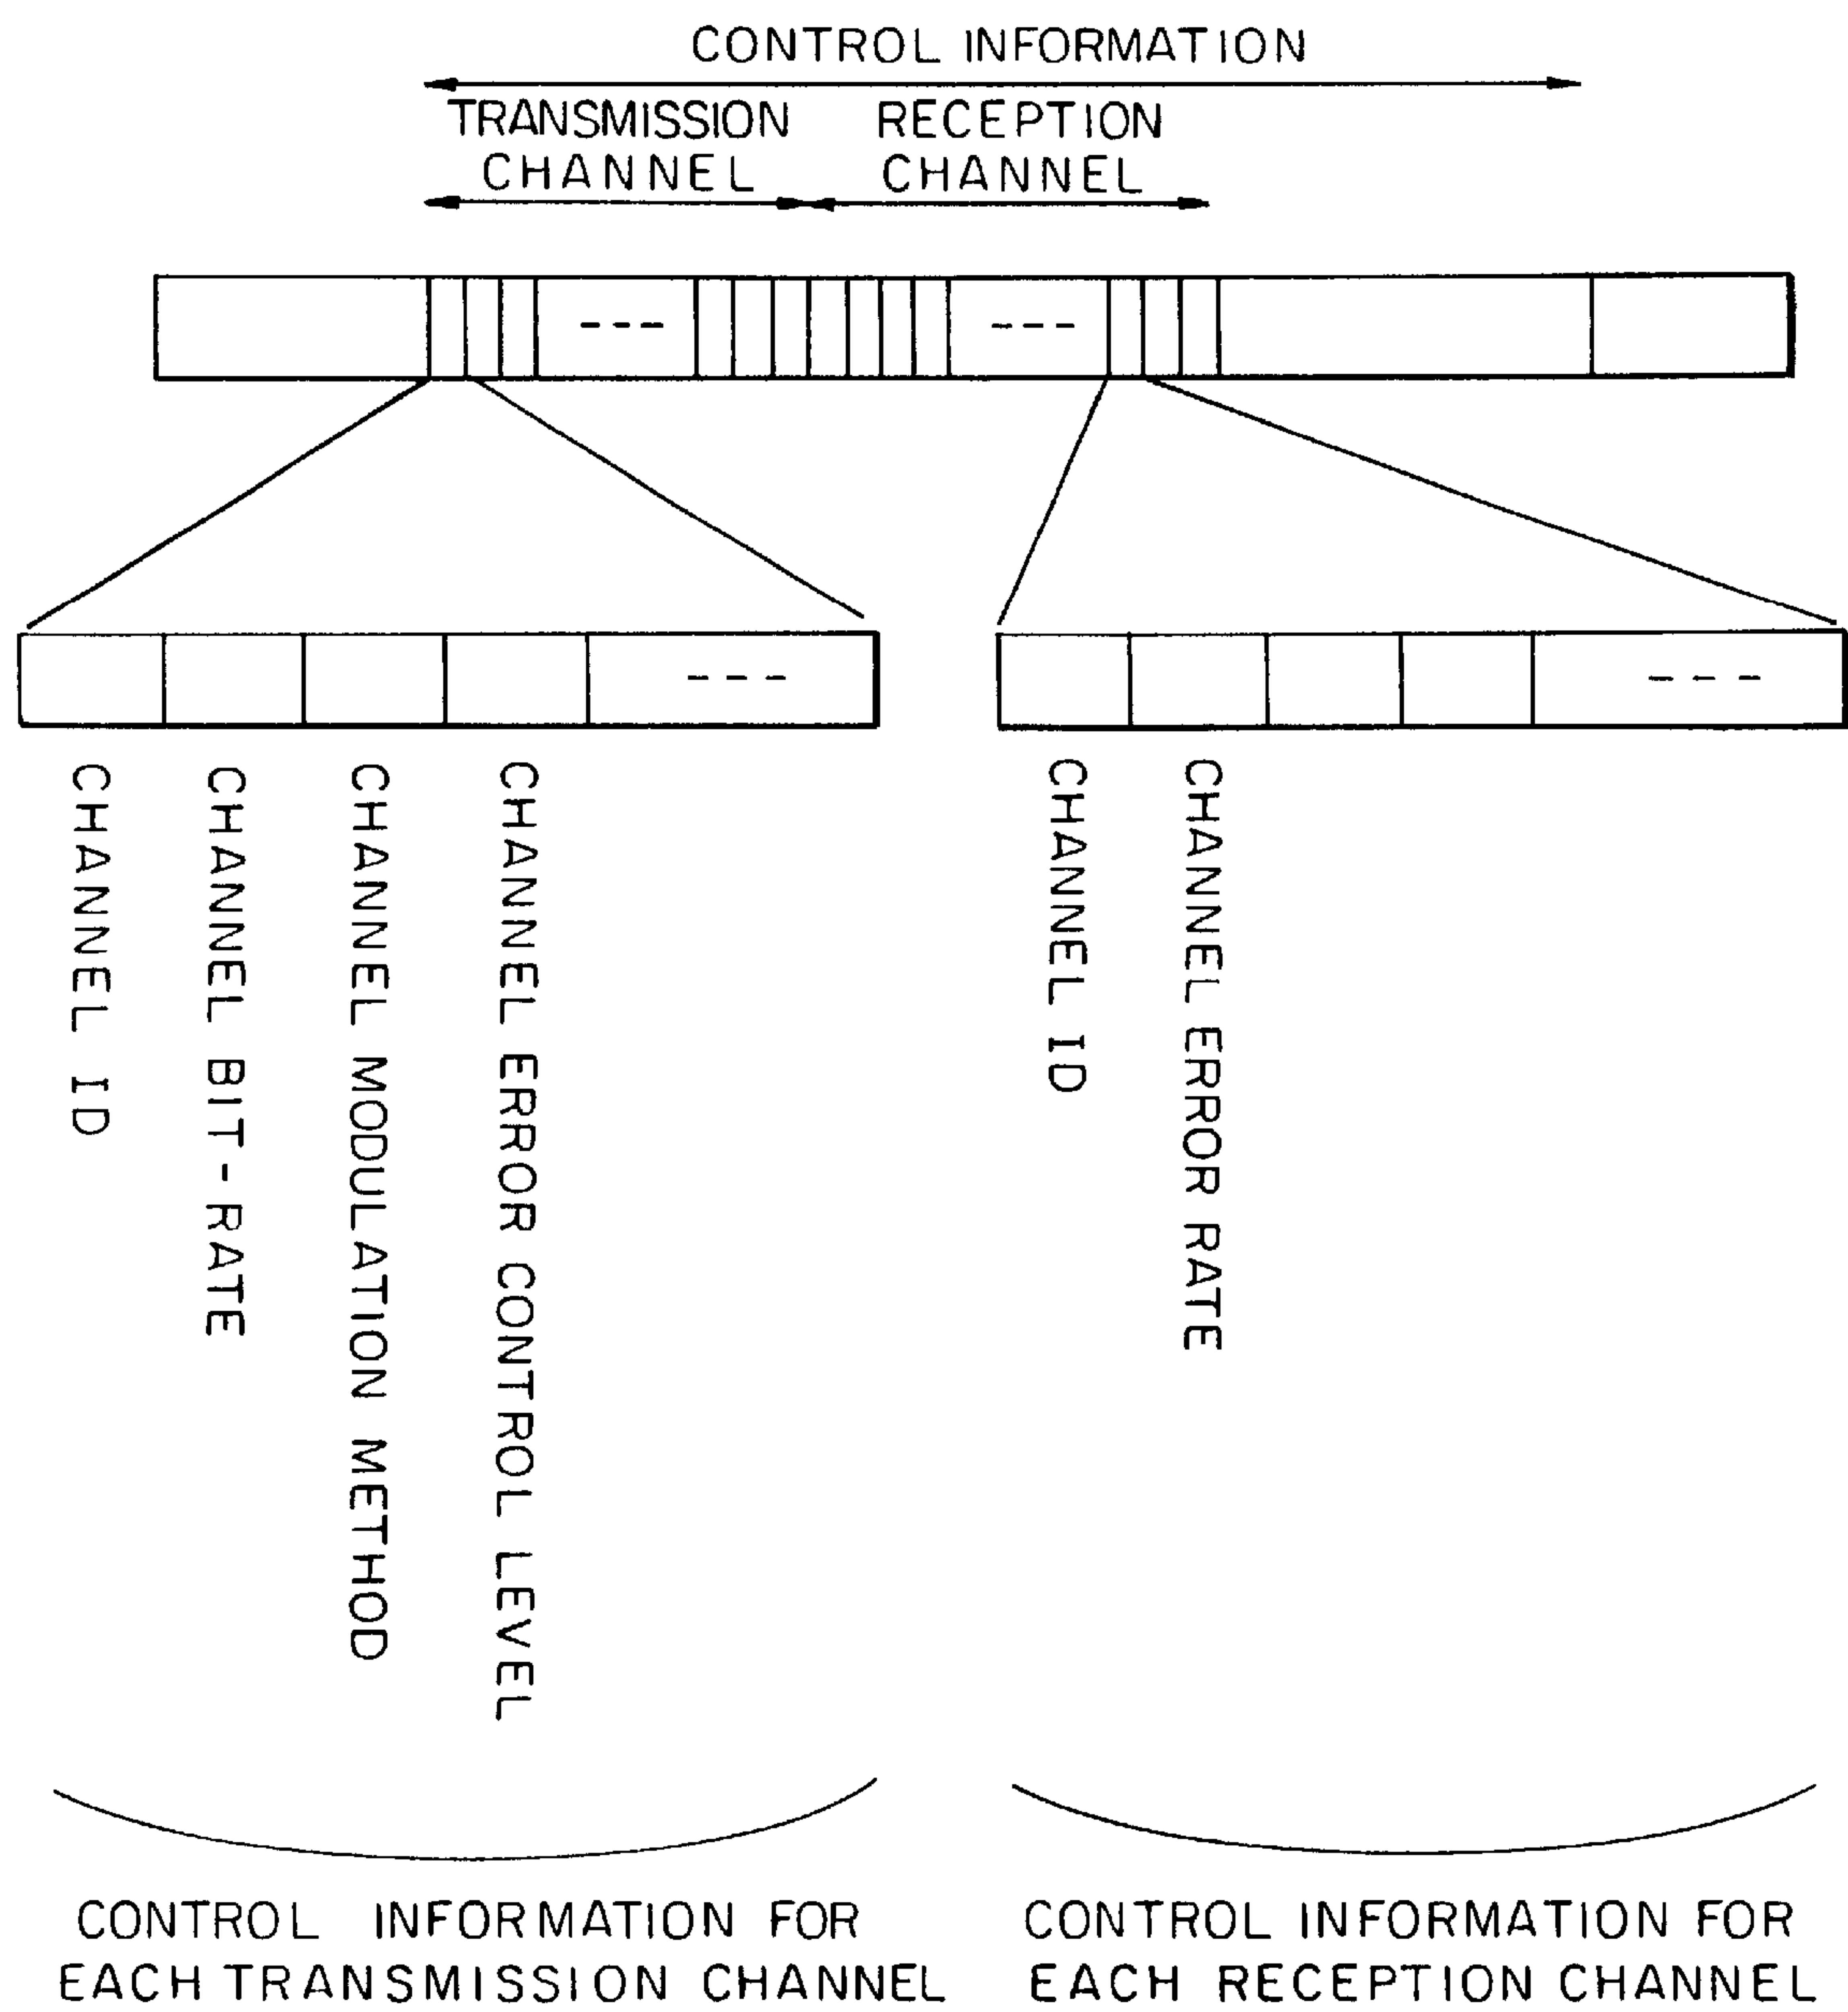 CONTROL INFORMATION
TRANSMISSION
CHANNEL
RECEPTION
CHANNEL
CHANNEL ID
CHANNEL BIT-RATE
CHANNEL MODULATION METHOD
CHANNEL ERROR CONTROL LEVEL
CHANNEL ID
CHANNEL ERROR RATE
CONTROL INFORMATION FOR
EACH TRANSMISSION CHANNEL
CONTROL INFORMATION FOR
EACH RECEPTION CHANNEL